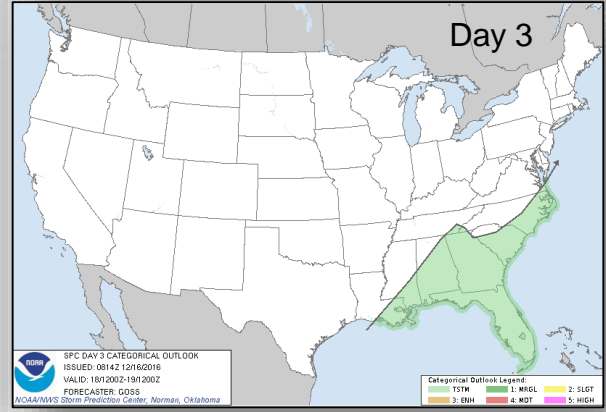 Day 3
NOAA
SPC DAY 3 CATEGORICAL OUTLOOK
ISSUED: 0814Z 12/16/2016
VALID: 18/1200Z-19/1200Z
FORECASTER: GOSS
NOAA/NWS Storm Prediction Center, Norman, Oklahoma
Categorical Outlook Legend:
TSTM 1: MRGL 2: SLGT
3: ENH 4: MDT 5: HIGH